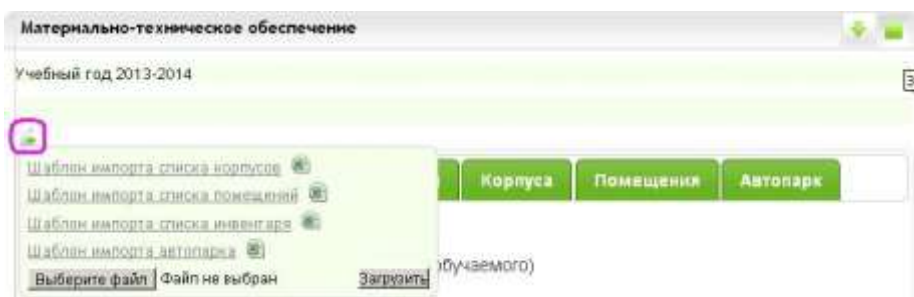 Материально-техническое обеспечение
Учебный год 2013-2014
Шаблон импорта списка корпусов
Шаблон импорта списка помещений
Шаблон импорта списка инвентаря
Шаблон импорта автопарка
Выберите файл Файл не выбран Загрузить
Корпуса Помещения Автопарк
обучаемого)